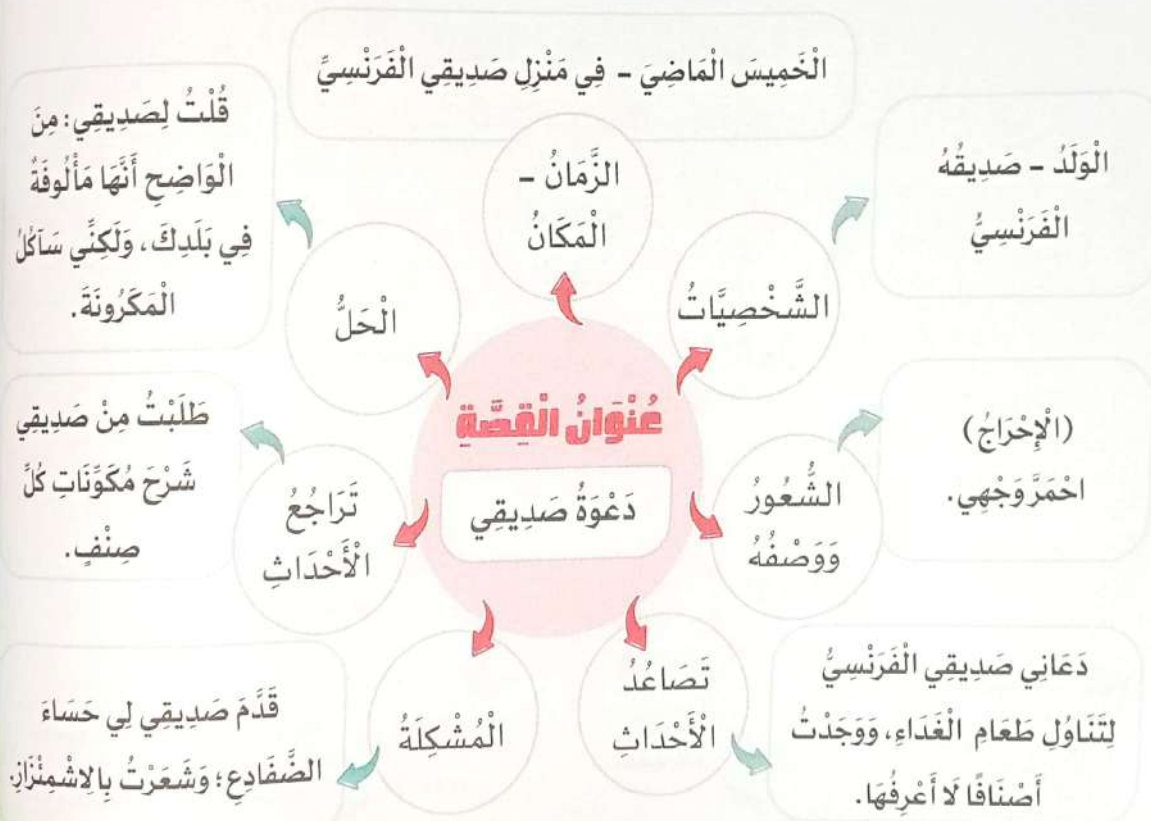 الْخَمِيسَ الْمَاضِيَ - فِي مَنْزِلِ صَدِيقِي الْفَرَنْسِيِّ
الزَّمَانُ -
الْمَكَانُ
الْوَلَدُ - صَدِيقُهُ
الْفَرَنْسِيُّ
الشَّخْصِيَّاتُ
قُلْتُ لِصَدِيقِي: مِنَ
الْوَاضِحِ أَنَّهَا مَأْلُوفَةٌ
فِي بَلَدِكَ، وَلَكِنِّي سَآكُلُ
الْمَكَرُونَةَ.
الْحَلُّ
عُنْوَانُ الْقِصَّةِ
دَعْوَةُ صَدِيقِي
(الْإِحْرَاجُ)
احْمَرَّ وَجْهِي.
الشُّعُورُ
وَوَصْفُهُ
طَلَبْتُ مِنْ صَدِيقِي
شَرْحَ مُكَوِّنَاتِ كُلِّ
صِنْفٍ.
تَرَاجُعُ
الْأَحْدَاثِ
دَعَانِي صَدِيقِي الْفَرَنْسِيُّ
لِتَنَاوُلِ طَعَامِ الْغَدَاءِ، وَوَجَدْتُ
أَصْنَافًا لَا أَعْرِفُهَا.
تَصَاعُدُ
الْأَحْدَاثِ
الْمُشْكِلَةُ
قَدَّمَ صَدِيقِي لِي حَسَاءَ
الضَّفَادِعِ؛ وَشَعَرْتُ بِالِاشْمِئْزَازِ.